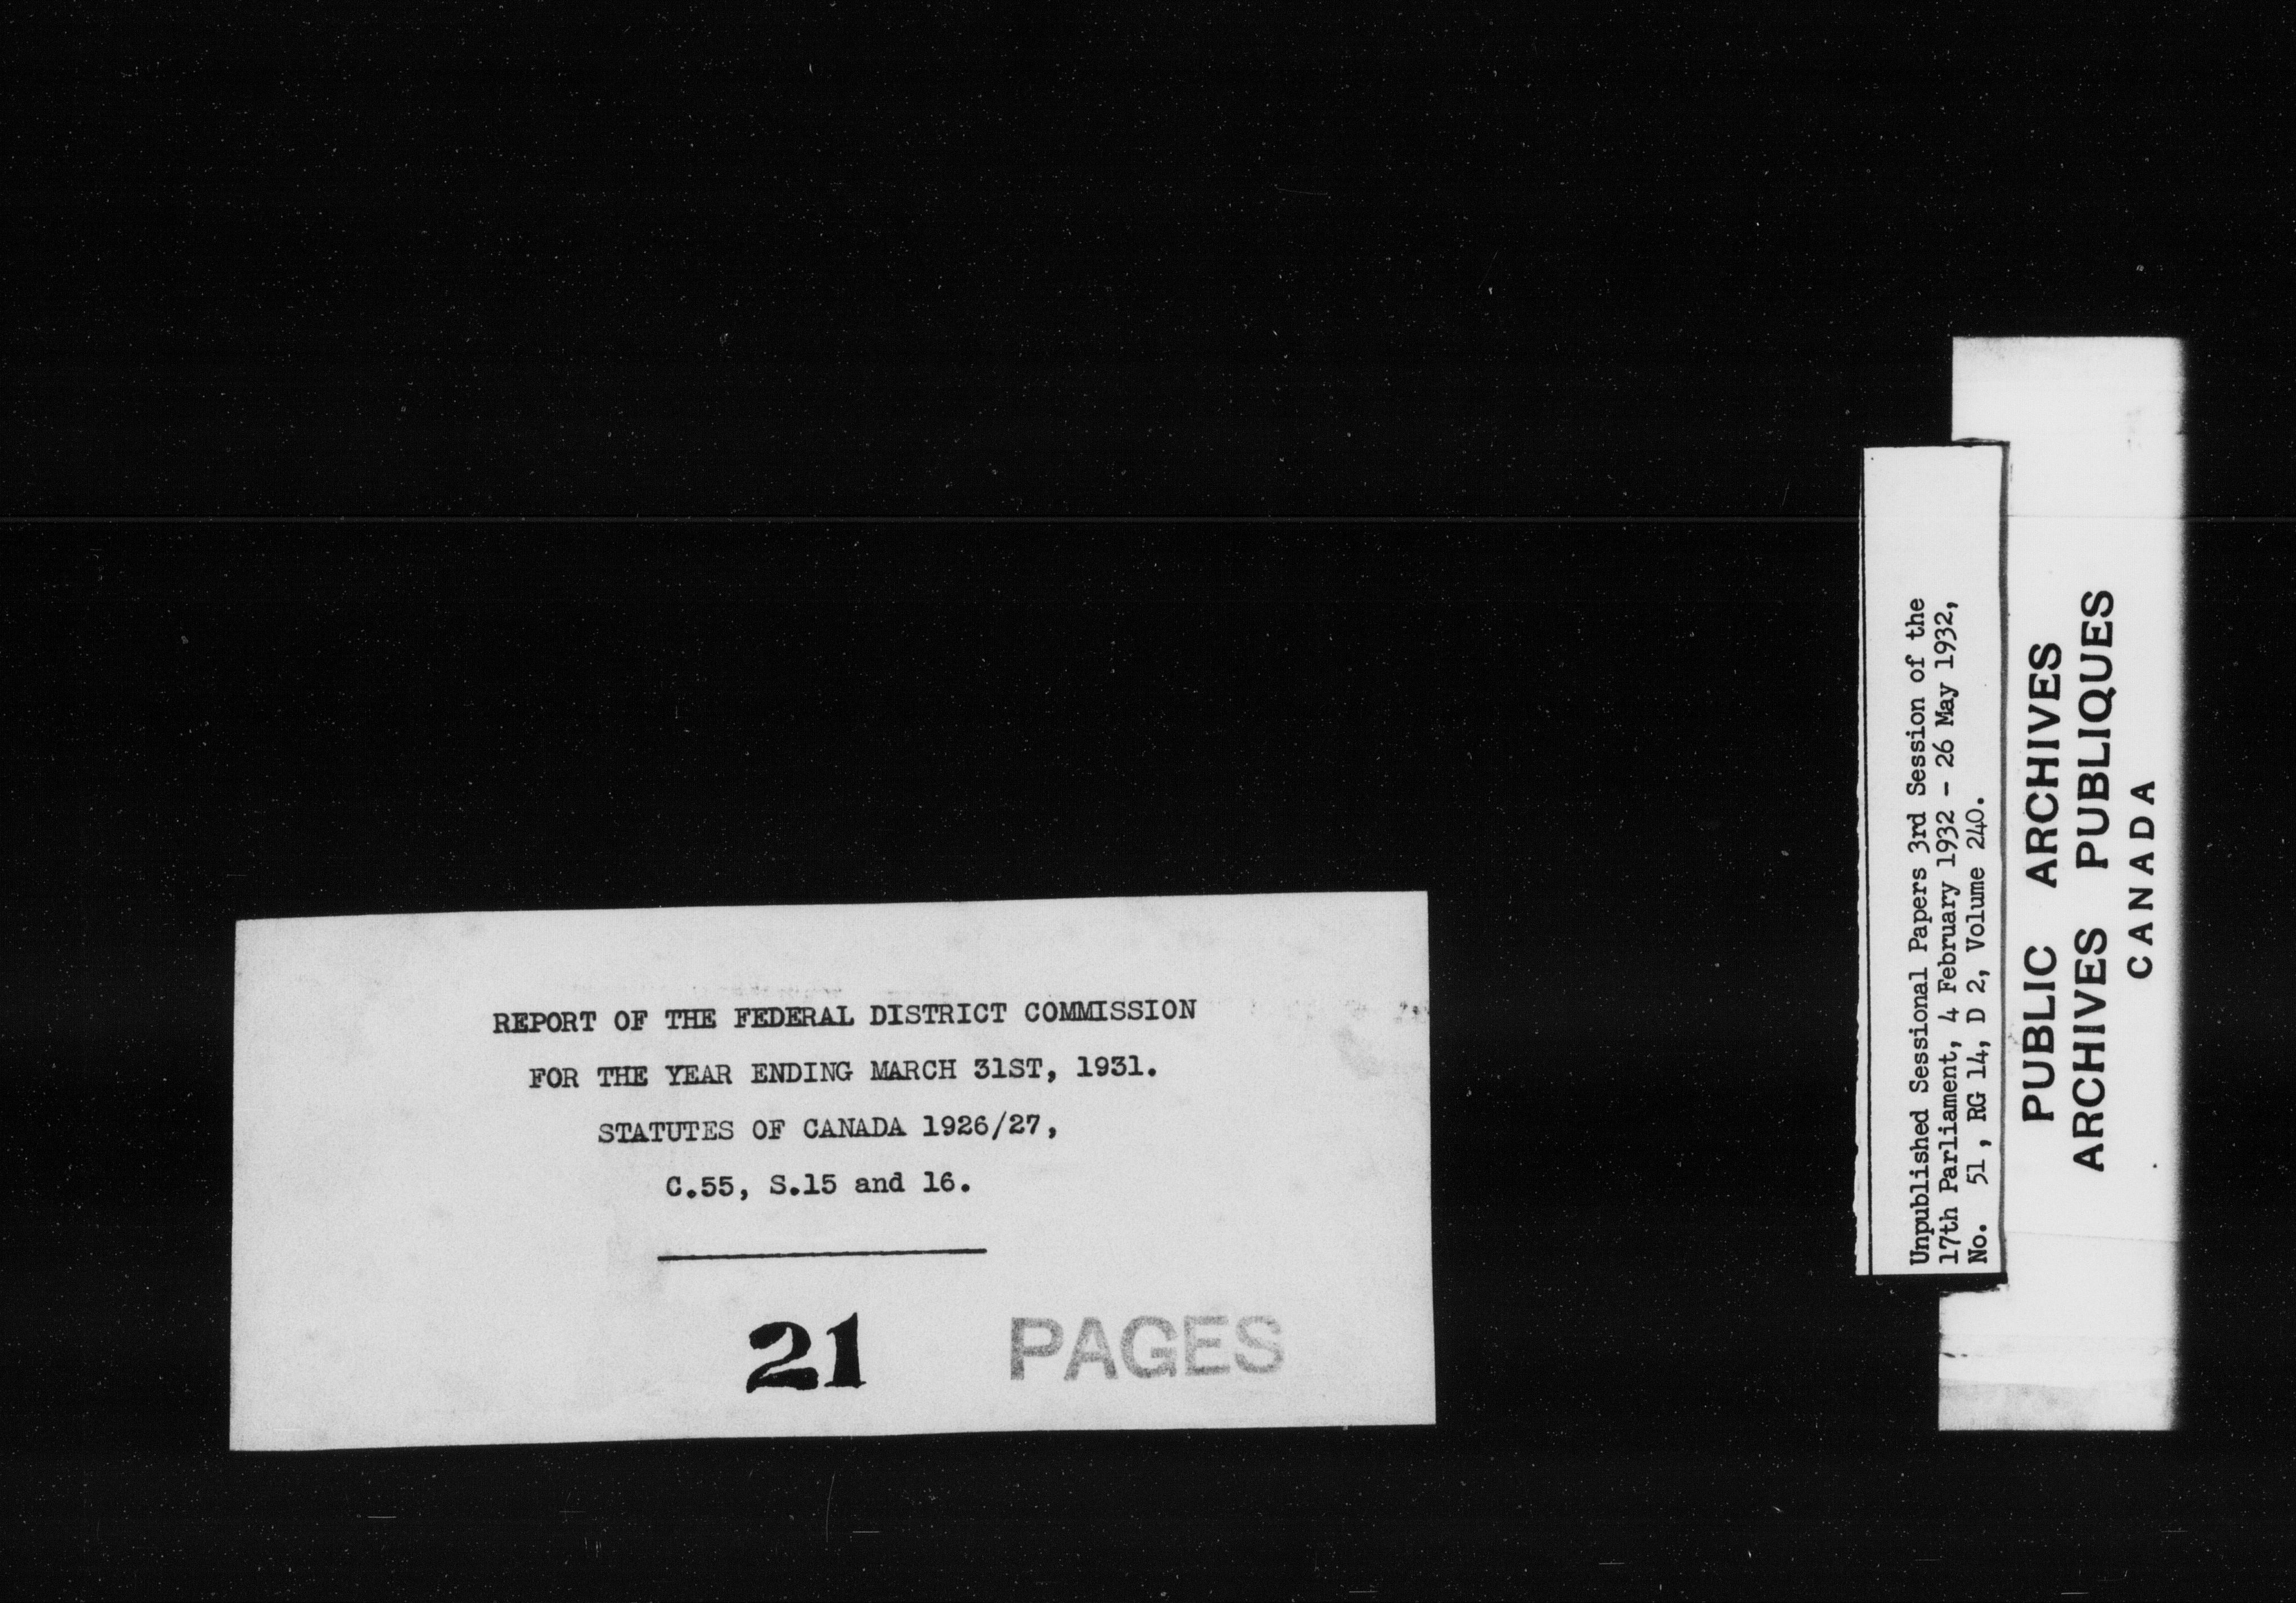 REPORT OF THE FEDERAL DISTRICT COMMISSION
FOR THE YEAR ENDING MARCH 31ST, 1931.
STATUTES OF CANADA 1926/27,
C.55, S.15 and 16.
21 PAGES
Unpublished Sessional Papers 3rd Session of the
17th Parliament, 4 February 1932 - 26 May 1932,
No. 51, RG 14, D 2, Volume 240.
PUBLIC ARCHIVES
ARCHIVES PUBLIQUES
CANADA